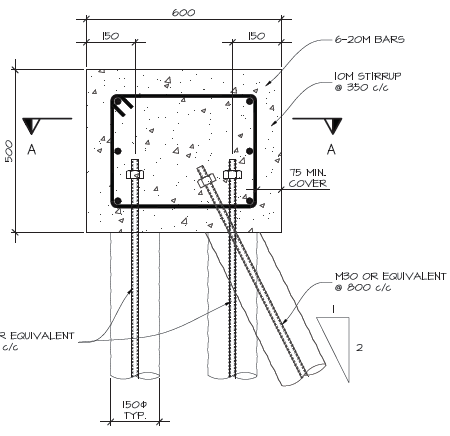 600
150
150
6-20M BARS
10M STIRRUP
@ 350 c/c
500
A
A
75 MIN.
COVER
M30 OR EQUIVALENT
@ 800 c/c
R EQUIVALENT
c/c
1
2
150Φ
TYP.